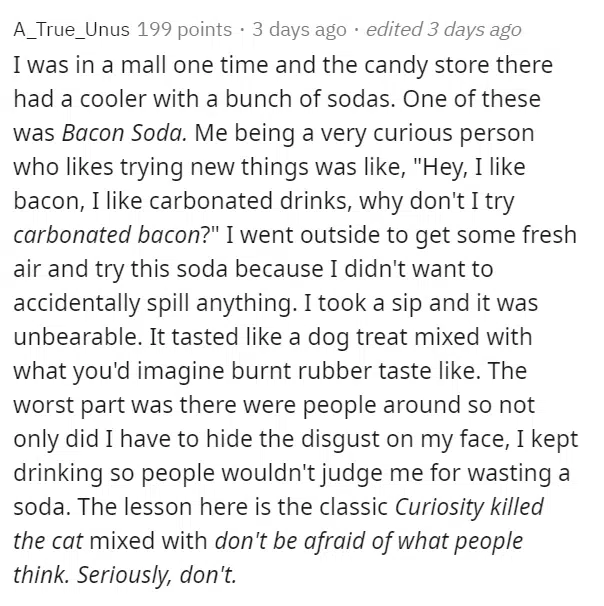 A_True_Unus 199 points · 3 days ago · edited 3 days ago
I was in a mall one time and the candy store there
had a cooler with a bunch of sodas. One of these
was Bacon Soda. Me being a very curious person
who likes trying new things was like, "Hey, I like
bacon, I like carbonated drinks, why don't I try
carbonated bacon?" I went outside to get some fresh
air and try this soda because I didn't want to
accidentally spill anything. I took a sip and it was
unbearable. It tasted like a dog treat mixed with
what you'd imagine burnt rubber taste like. The
worst part was there were people around so not
only did I have to hide the disgust on my face, I kept
drinking so people wouldn't judge me for wasting a
soda. The lesson here is the classic Curiosity killed
the cat mixed with don't be afraid of what people
think. Seriously, don't.